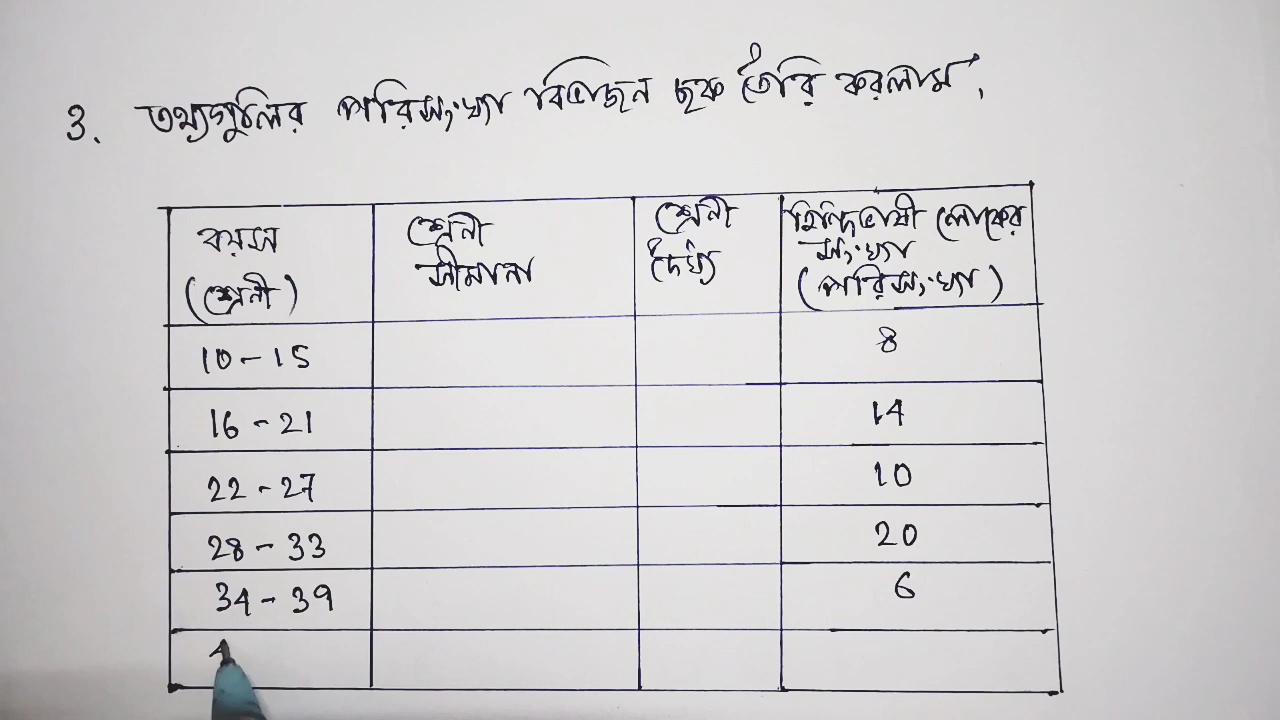 3. তথ্যগুলির পরিসংখ্যা বিভাজন ছক তৈরি করলাম,
বয়স
(শ্রেনী)
শ্রেনী
সীমানা
শ্রেনী
দৈর্ঘ্য
হিন্দিভাষী লোকের
সংখ্যা
(পরিসংখ্যা)
10 - 15
8
16 - 21
14
22 - 27
10
28 - 33
20
34 - 39
6